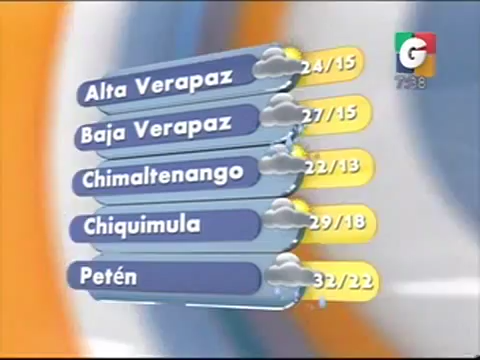 G
7:38
Alta Verapaz 24/15
Baja Verapaz 27/15
Chimaltenango 22/13
Chiquimula 29/18
Petén 32/22